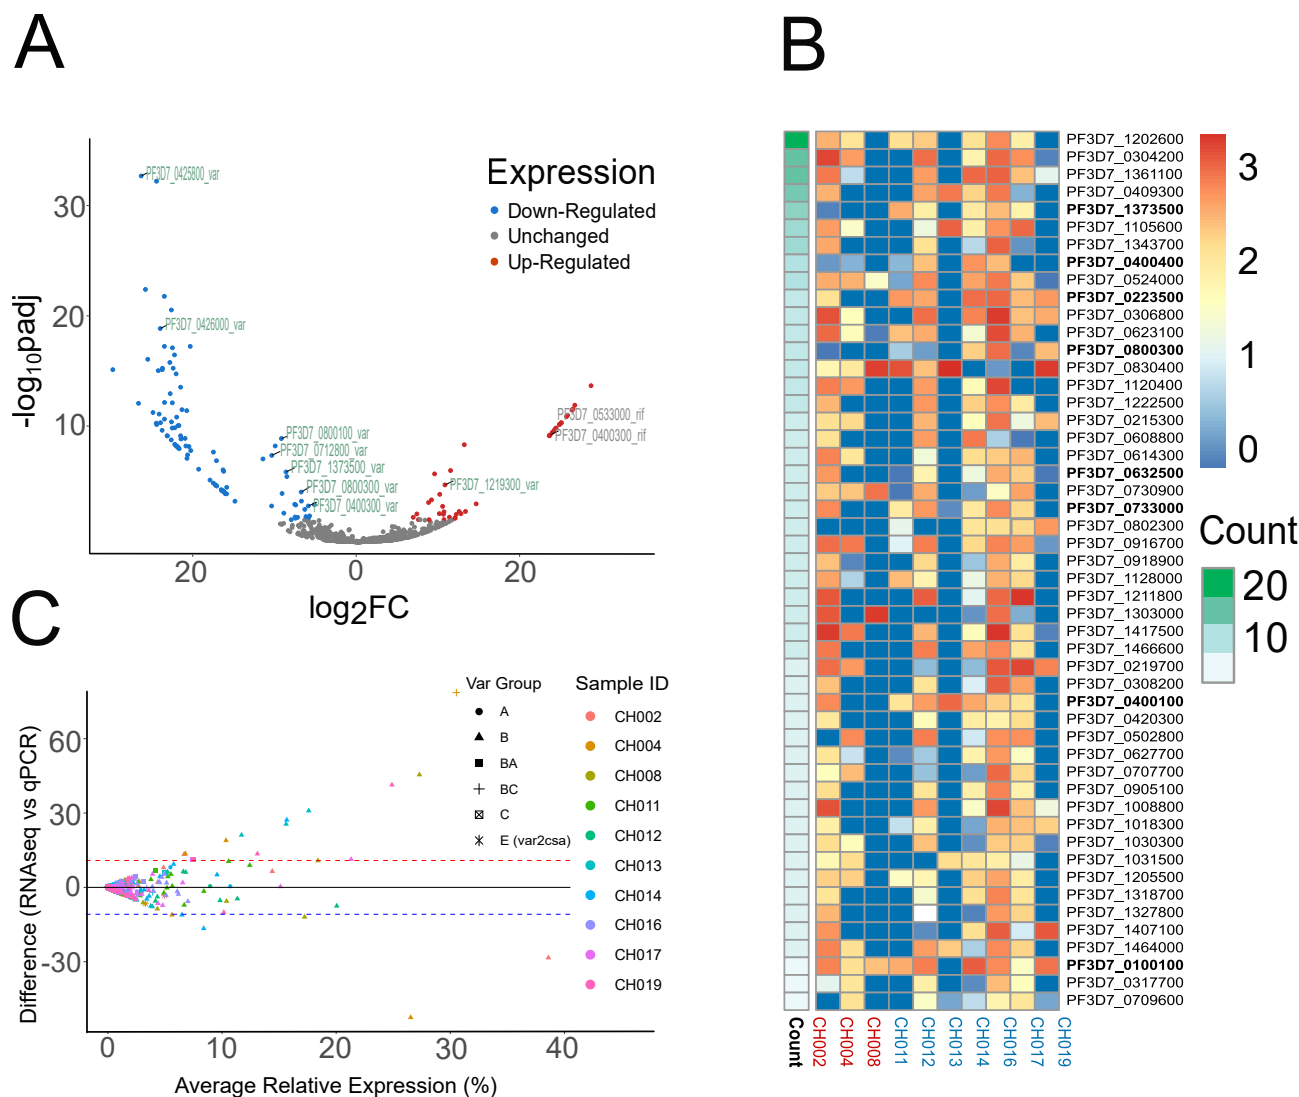 A
-log10padj
30
20
10
20
0
20
log2FC
PF3D7_0425800_var
PF3D7_0426000_var
PF3D7_0800100_var
PF3D7_0712800_var
PF3D7_1373500_var
PF3D7_0800300_var
PF3D7_0400300_var
PF3D7_0533000_rif
PF3D7_0400300_rif
PF3D7_1219300_var
Expression
Down-Regulated
Unchanged
Up-Regulated
B
PF3D7_1202600
PF3D7_0304200
PF3D7_1361100
PF3D7_0409300
PF3D7_1373500
PF3D7_1105600
PF3D7_1343700
PF3D7_0400400
PF3D7_0524000
PF3D7_0223500
PF3D7_0306800
PF3D7_0623100
PF3D7_0800300
PF3D7_0830400
PF3D7_1120400
PF3D7_1222500
PF3D7_0215300
PF3D7_0608800
PF3D7_0614300
PF3D7_0632500
PF3D7_0730900
PF3D7_0733000
PF3D7_0802300
PF3D7_0916700
PF3D7_0918900
PF3D7_1128000
PF3D7_1211800
PF3D7_1303000
PF3D7_1417500
PF3D7_1466600
PF3D7_0219700
PF3D7_0308200
PF3D7_0400100
PF3D7_0420300
PF3D7_0502800
PF3D7_0627700
PF3D7_0707700
PF3D7_0905100
PF3D7_1008800
PF3D7_1018300
PF3D7_1030300
PF3D7_1031500
PF3D7_1205500
PF3D7_1318700
PF3D7_1327800
PF3D7_1407100
PF3D7_1464000
PF3D7_0100100
PF3D7_0317700
PF3D7_0709600
Count
CH002
CH004
CH008
CH011
CH012
CH013
CH014
CH016
CH017
CH019
3
2
1
0
Count
20
10
C
Difference (RNAseq vs qPCR)
60
30
0
-30
0
10
20
30
40
Average Relative Expression (%)
Var Group
A
B
BA
BC
C
E (var2csa)
Sample ID
CH002
CH004
CH008
CH011
CH012
CH013
CH014
CH016
CH017
CH019